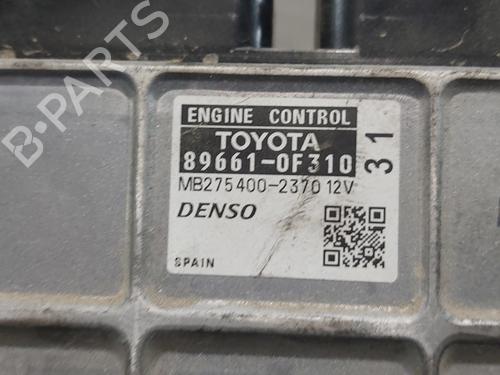 ENGINE CONTROL
TOYOTA
89661-0F310
31
MB275400-2370 12V
DENSO
SPAIN
B-PARTS